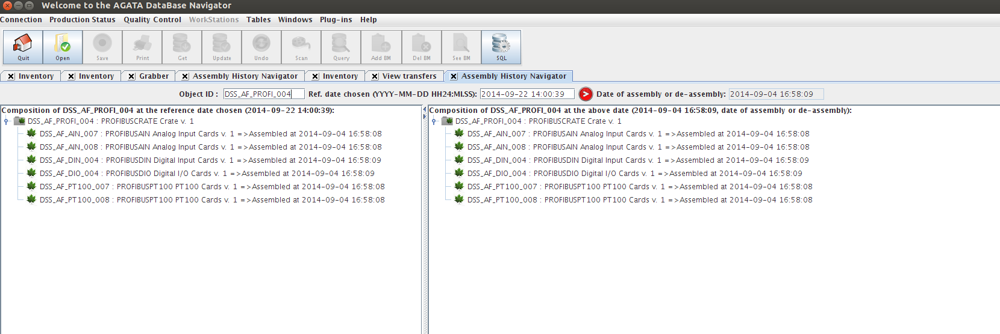 Welcome to the AGATA DataBase Navigator
Connection Production Status Quality Control WorkStations Tables Windows Plug-ins Help
Quit Open Save Print Get Update Undo Scan Query Add BM Del BM See BM SQL
Inventory Inventory Grabber Assembly History Navigator Inventory View transfers Assembly History Navigator
Object ID : DSS_AF_PROFI_004 Ref. date chosen (YYYY-MM-DD HH24:MI.SS): 2014-09-22 14:00:39 Date of assembly or de-assembly: 2014-09-04 16:58:09
Composition of DSS_AF_PROFI_004 at the reference date chosen (2014-09-22 14:00:39):
DSS_AF_PROFI_004 : PROFIBUSCRATE Crate v. 1
DSS_AF_AIN_007 : PROFIBUSAIN Analog Input Cards v. 1 =>Assembled at 2014-09-04 16:58:08
DSS_AF_AIN_008 : PROFIBUSAIN Analog Input Cards v. 1 =>Assembled at 2014-09-04 16:58:08
DSS_AF_DIN_004 : PROFIBUSDIN Digital Input Cards v. 1 =>Assembled at 2014-09-04 16:58:09
DSS_AF_DIO_004 : PROFIBUSDIO Digital I/O Cards v. 1 =>Assembled at 2014-09-04 16:58:09
DSS_AF_PT100_007 : PROFIBUSPT100 PT100 Cards v. 1 =>Assembled at 2014-09-04 16:58:08
DSS_AF_PT100_008 : PROFIBUSPT100 PT100 Cards v. 1 =>Assembled at 2014-09-04 16:58:08
Composition of DSS_AF_PROFI_004 at the above date (2014-09-04 16:58:09, date of assembly or de-assembly):
DSS_AF_PROFI_004 : PROFIBUSCRATE Crate v. 1
DSS_AF_AIN_007 : PROFIBUSAIN Analog Input Cards v. 1 =>Assembled at 2014-09-04 16:58:08
DSS_AF_AIN_008 : PROFIBUSAIN Analog Input Cards v. 1 =>Assembled at 2014-09-04 16:58:08
DSS_AF_DIN_004 : PROFIBUSDIN Digital Input Cards v. 1 =>Assembled at 2014-09-04 16:58:09
DSS_AF_DIO_004 : PROFIBUSDIO Digital I/O Cards v. 1 =>Assembled at 2014-09-04 16:58:09
DSS_AF_PT100_007 : PROFIBUSPT100 PT100 Cards v. 1 =>Assembled at 2014-09-04 16:58:08
DSS_AF_PT100_008 : PROFIBUSPT100 PT100 Cards v. 1 =>Assembled at 2014-09-04 16:58:08